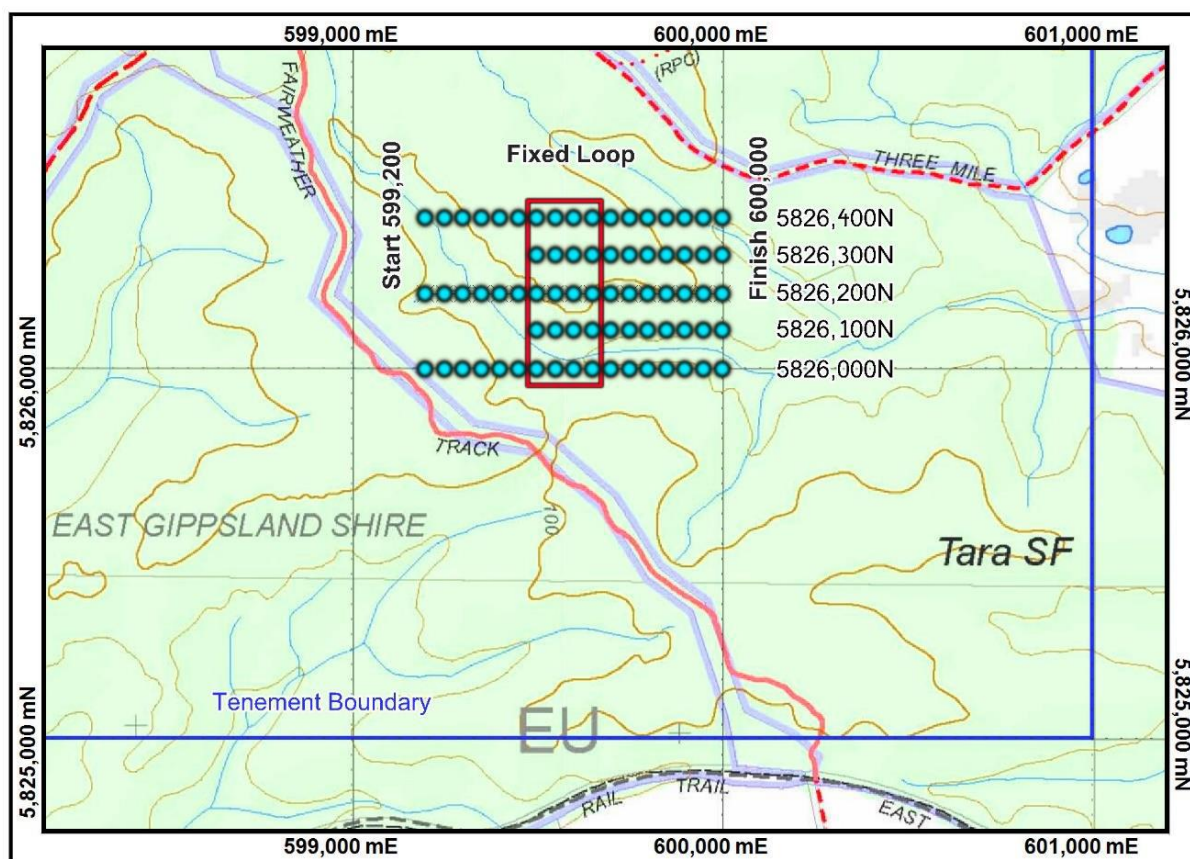 599,000 mE
600,000 mE
601,000 mE
(RPC)
FAIRWEATHER
Fixed Loop
THREE MILE
Start 599,200
Finish 600,000
5826,400N
5826,300N
5826,200N
5826,100N
5826,000N
5,826,000 mN
5,826,000 mN
TRACK
100
EAST GIPPSLAND SHIRE
Tara SF
Tenement Boundary
EU
5,825,000 mN
5,825,000 mN
RAIL TRAIL EAST
599,000 mE
600,000 mE
601,000 mE